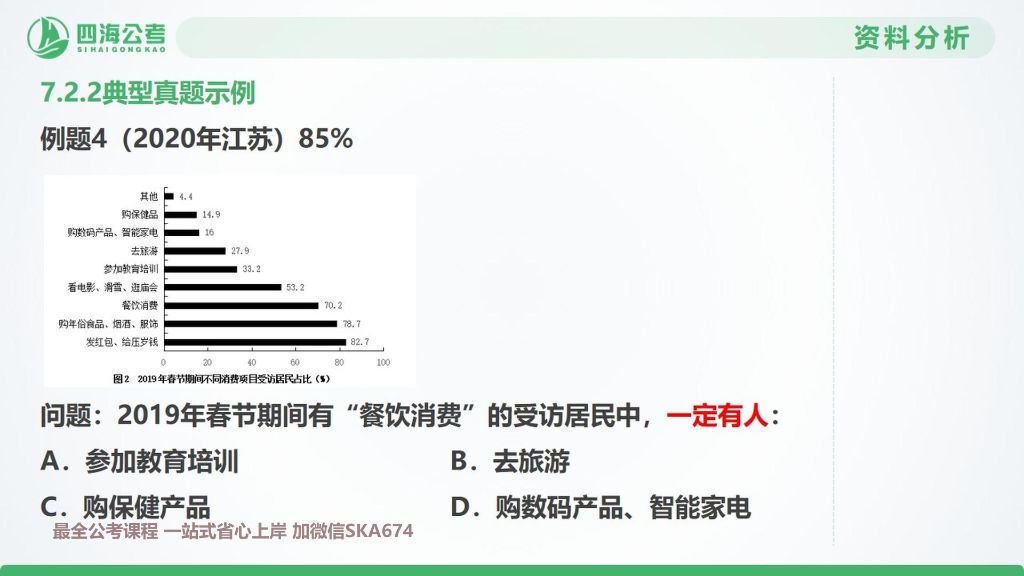 四海公考
SIHAIGONGKAO
资料分析
7.2.2典型真题示例
例题4（2020年江苏）85%
其他 4.4
购保健品 14.9
购数码产品、智能家电 16
去旅游 27.9
参加教育培训 33.2
看电影、滑雪、逛庙会 53.2
餐饮消费 70.2
购年俗食品、烟酒、服饰 78.7
发红包、给压岁钱 82.7
0 20 40 60 80 100
图2 2019年春节期间不同消费项目受访居民占比（%）
问题：2019年春节期间有“餐饮消费”的受访居民中，一定有人：
A．参加教育培训 B．去旅游
C．购保健产品 D．购数码产品、智能家电
最全公考课程 一站式省心上岸 加微信SKA674